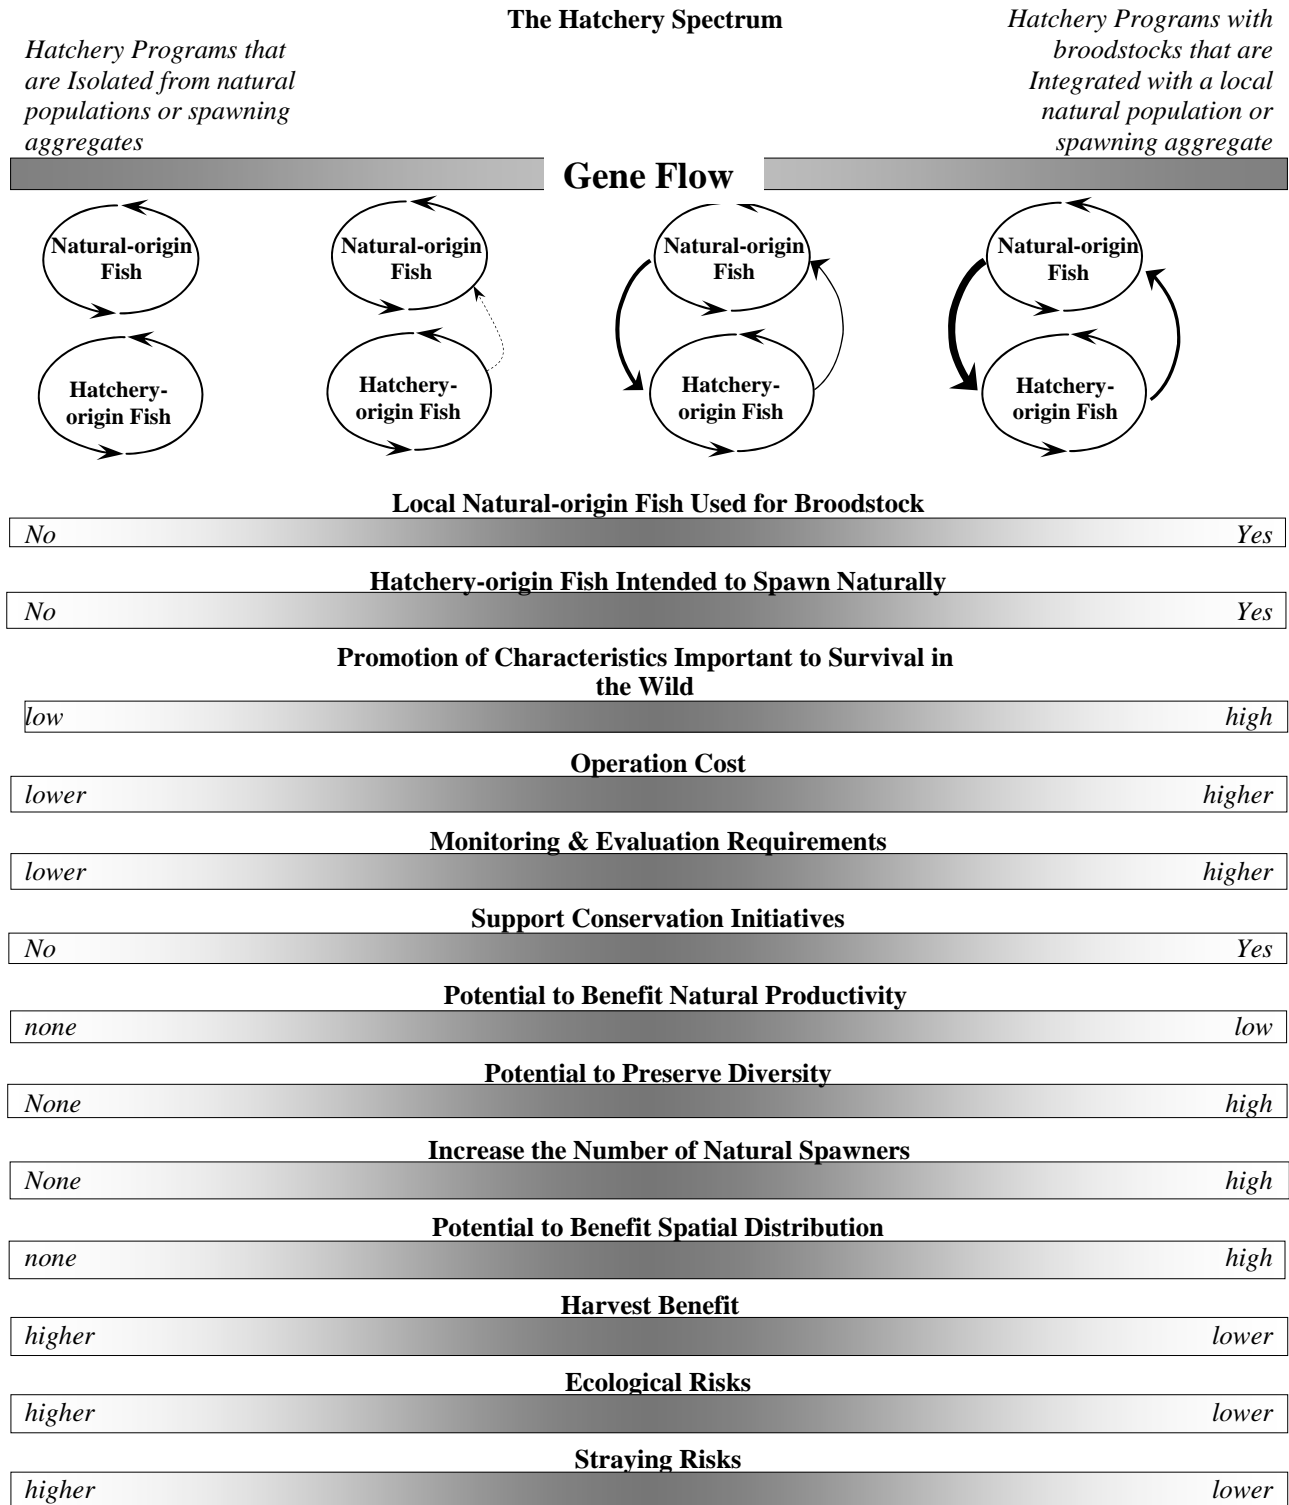 The Hatchery Spectrum
Hatchery Programs that
are Isolated from natural
populations or spawning
aggregates
Hatchery Programs with
broodstocks that are
Integrated with a local
natural population or
spawning aggregate
Gene Flow
Natural-origin
Fish
Hatchery-
origin Fish
Natural-origin
Fish
Hatchery-
origin Fish
Natural-origin
Fish
Hatchery-
origin Fish
Natural-origin
Fish
Hatchery-
origin Fish
Local Natural-origin Fish Used for Broodstock
No Yes
Hatchery-origin Fish Intended to Spawn Naturally
No Yes
Promotion of Characteristics Important to Survival in
the Wild
low high
Operation Cost
lower higher
Monitoring & Evaluation Requirements
lower higher
Support Conservation Initiatives
No Yes
Potential to Benefit Natural Productivity
none low
Potential to Preserve Diversity
None high
Increase the Number of Natural Spawners
None high
Potential to Benefit Spatial Distribution
none high
Harvest Benefit
higher lower
Ecological Risks
higher lower
Straying Risks
higher lower